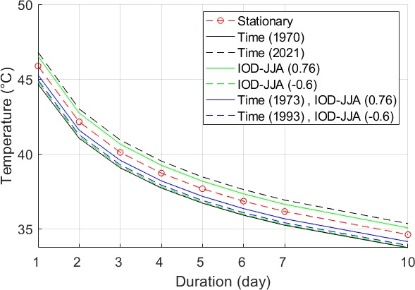 50
45
40
35
Temperature (°C)
Stationary
Time (1970)
Time (2021)
IOD-JJA (0.76)
IOD-JJA (-0.6)
Time (1973) , IOD-JJA (0.76)
Time (1993) , IOD-JJA (-0.6)
1 2 3 4 5 6 7 10
Duration (day)